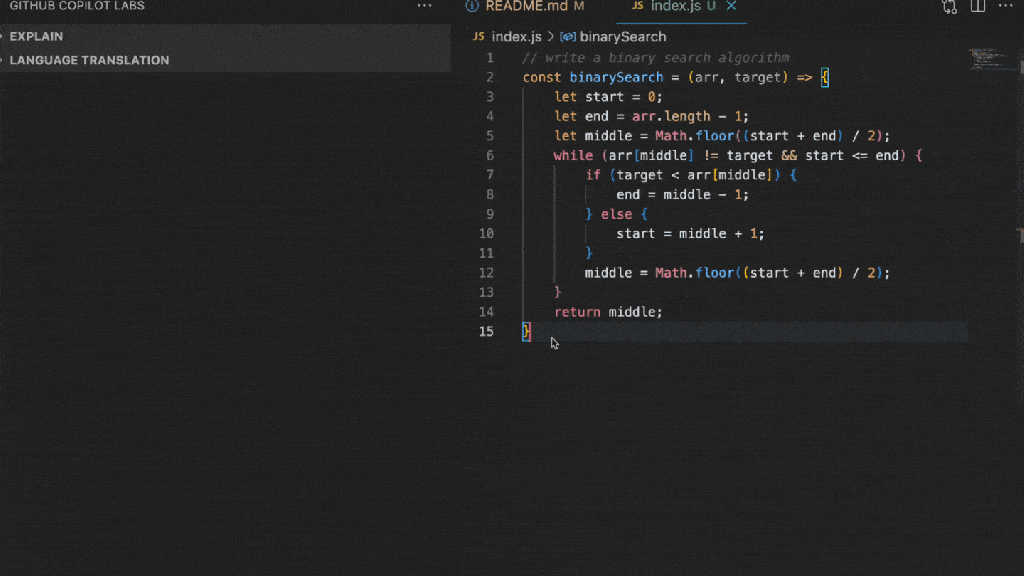 GITHUB COPILOT LABS ...
EXPLAIN
LANGUAGE TRANSLATION
README.md M
JS index.js U ×
JS index.js > binarySearch
1 // write a binary search algorithm
2 const binarySearch = (arr, target) => {
3 let start = 0;
4 let end = arr.length - 1;
5 let middle = Math.floor((start + end) / 2);
6 while (arr[middle] != target && start <= end) {
7 if (target < arr[middle]) {
8 end = middle - 1;
9 } else {
10 start = middle + 1;
11 }
12 middle = Math.floor((start + end) / 2);
13 }
14 return middle;
15 }